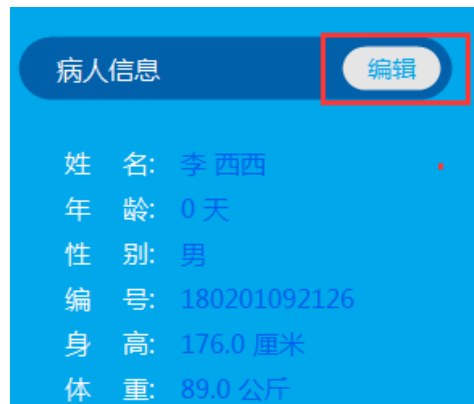 病人信息 编辑
姓 名: 李 西西
年 龄: 0 天
性 别: 男
编 号: 180201092126
身 高: 176.0 厘米
体 重: 89.0 公斤